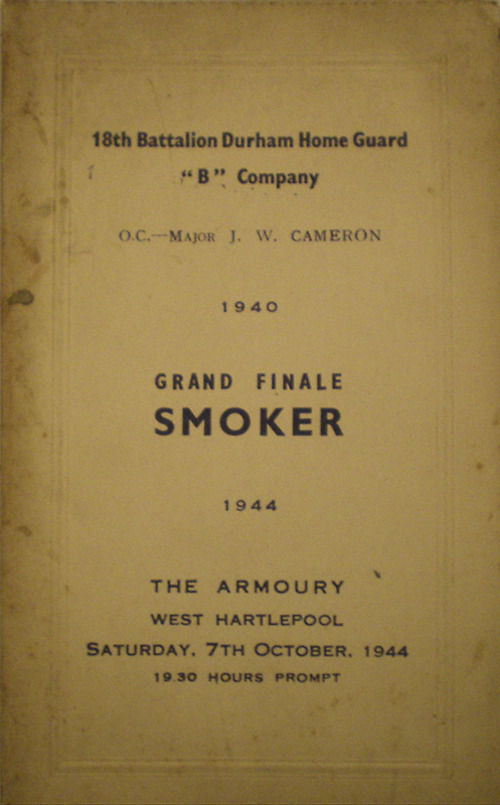 18th Battalion Durham Home Guard
"B" Company
O.C.—Major J. W. CAMERON
1940
GRAND FINALE
SMOKER
1944
THE ARMOURY
WEST HARTLEPOOL
SATURDAY, 7TH OCTOBER, 1944
19.30 HOURS PROMPT